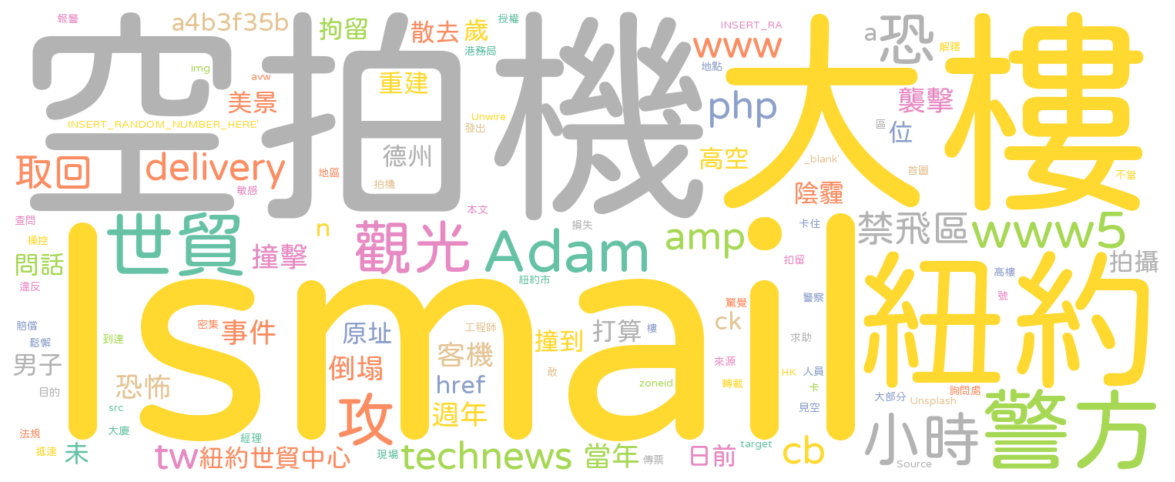 報警
a4b3f35b
拘留
散去
歲
授權
港務局
INSERT_RA
www
a
恐
解釋
img
avw
空拍機
大樓
重建
地點
美景
php
襲擊
INSERT_RANDOM_NUMBER_HERE'
Unwire
發出
區
位
取回
delivery
地區
德州
高空
_blank'
首圖
不當
敏感
拍機
陰霾
查問
本文
損失
卡住
操控
世貿
n
觀光
Adam
amp
禁飛區
www5
問話
撞擊
扣留
拍攝
違反
紐約市
高樓
Ismail
紐約
賠償
密集
事件
原址
工程師
撞到
打算
樓
驚覺
ck
警察
號
鬆懈
到達
客機
求助
男子
倒塌
敢
來源
目的
恐怖
href
zoneid
轉載
HK
人員
卡
src
攻
週年
大部分
Unsplash
胸問處
見空
警方
法規
大廈
小時
抵達
未
經理
tw
紐約世貿中心
現場
technews
當年
傳票
日前
target
cb
Source